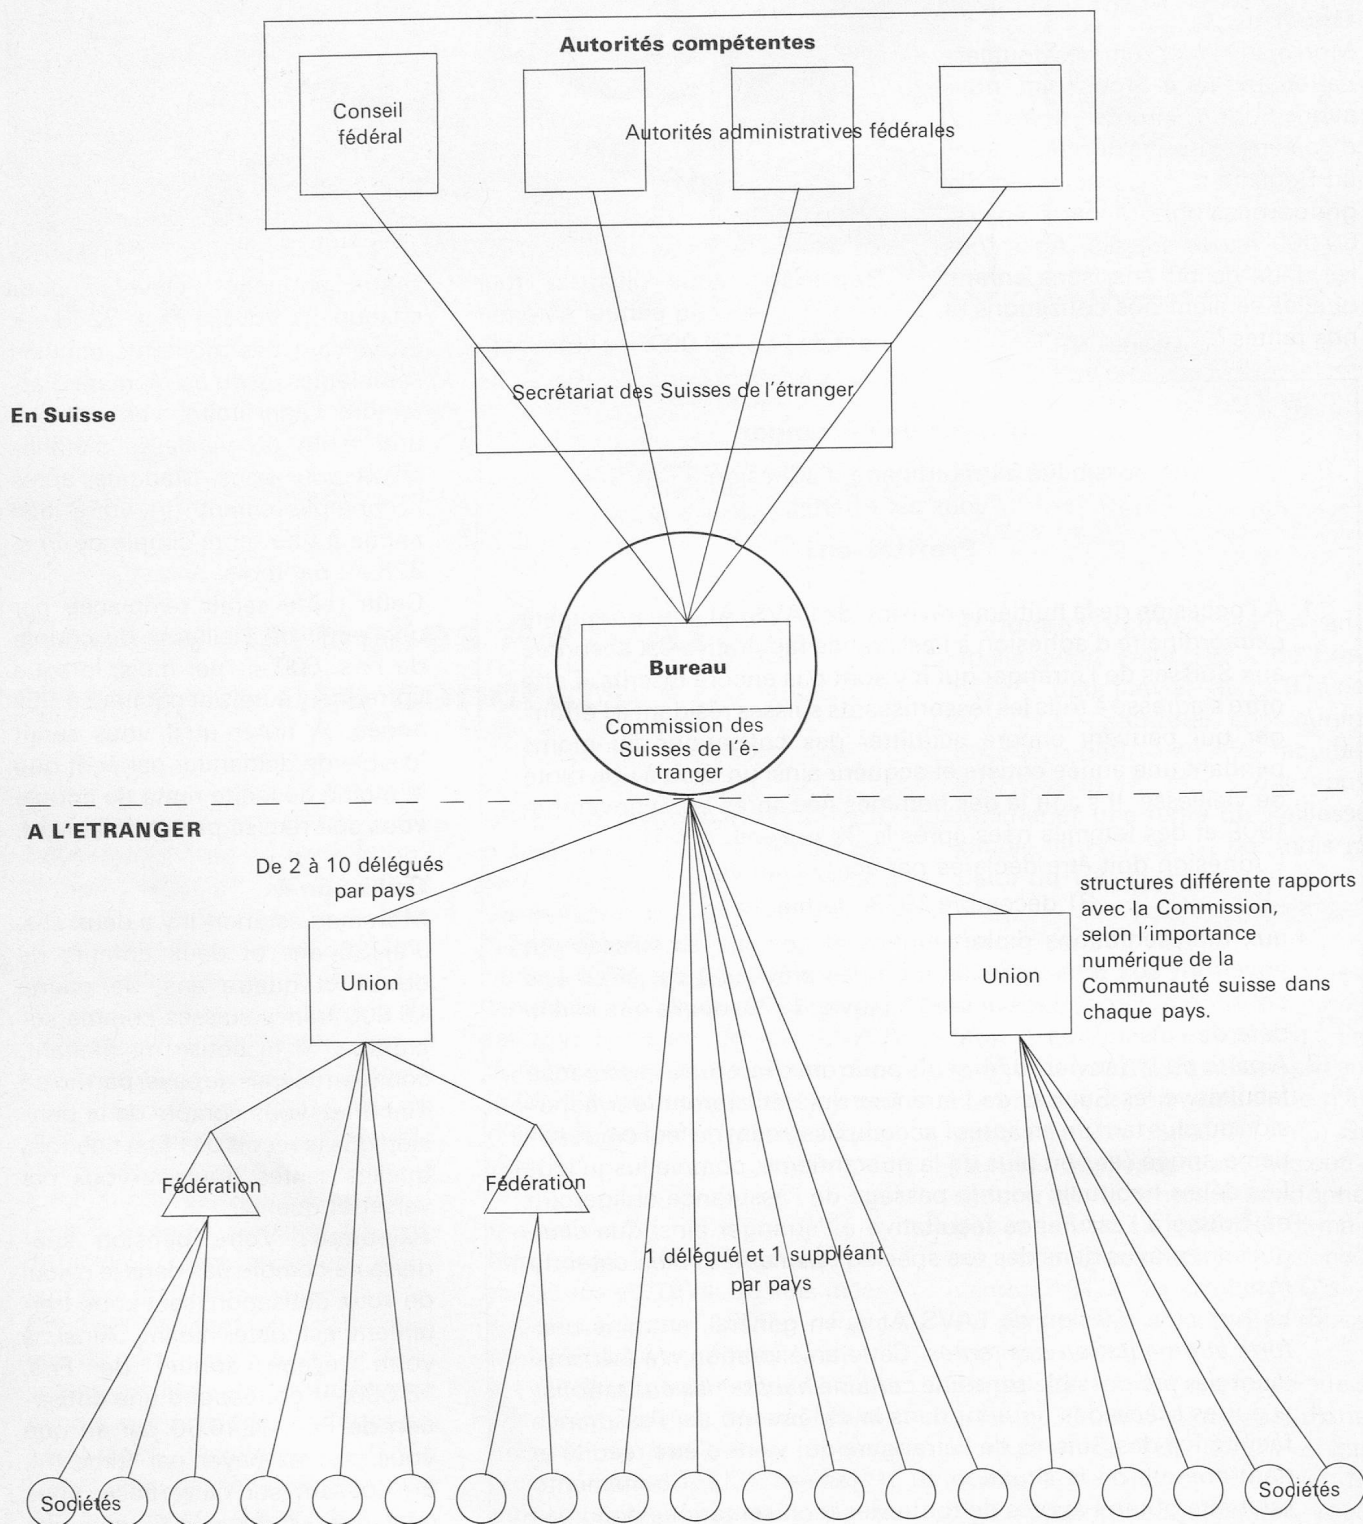 Autorités compétentes
Conseil
fédéral
Autorités administratives fédérales
Secrétariat des Suisses de l'étranger
En Suisse
Bureau
Commission des
Suisses de l'é-
tranger
A L'ETRANGER
De 2 à 10 délégués
par pays
structures différente rapports
avec la Commission,
selon l'importance
numérique de la
Communauté suisse dans
chaque pays.
Union
Union
Fédération
Fédération
1 délégué et 1 suppléant
par pays
Sociétés
Sociétés